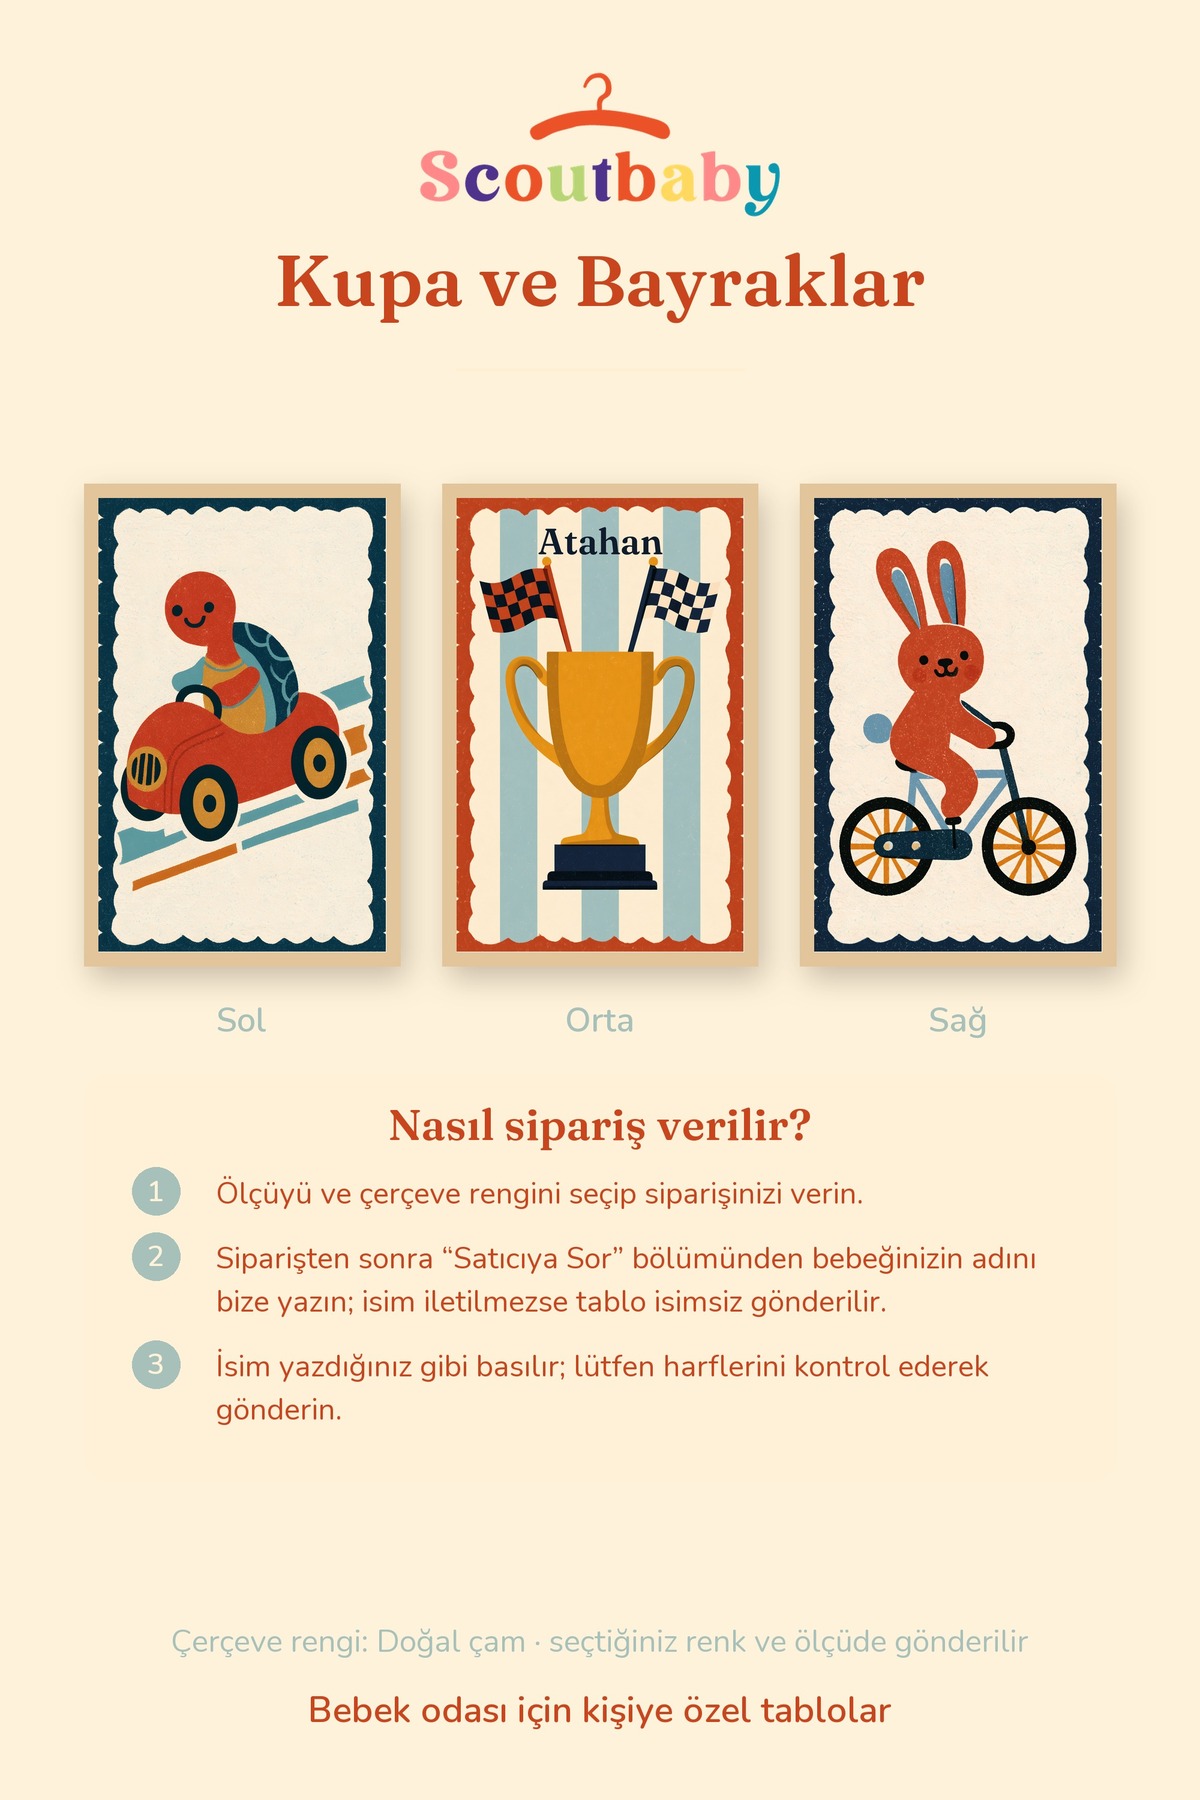 Scoutbaby
Kupa ve Bayraklar
Atahan
Sol
Orta
Sağ
Nasıl sipariş verilir?
1 Ölçüyü ve çerçeve rengini seçip siparişinizi verin.
2 Siparişten sonra “Satıcıya Sor” bölümünden bebeğinizin adını
bize yazın; isim iletilmezse tablo isimsiz gönderilir.
3 İsim yazdığınız gibi basılır; lütfen harflerini kontrol ederek
gönderin.
Çerçeve rengi: Doğal çam · seçtiğiniz renk ve ölçüde gönderilir
Bebek odası için kişiye özel tablolar